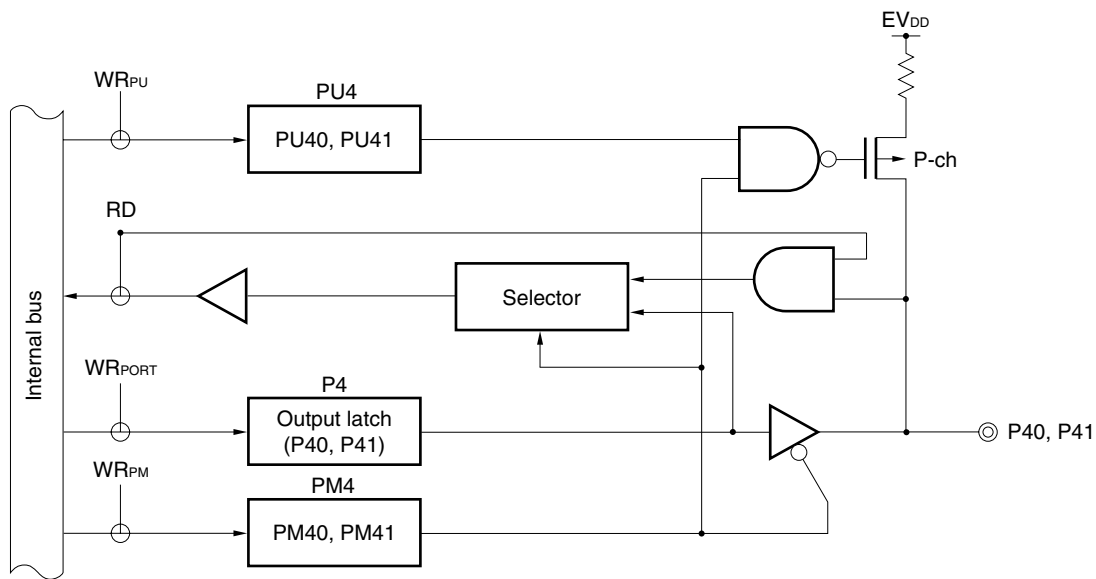 EVDD
WRPU
PU4
PU40, PU41
P-ch
RD
Selector
Internal bus
WRPORT
P4
Output latch
(P40, P41)
P40, P41
WRPM
PM4
PM40, PM41